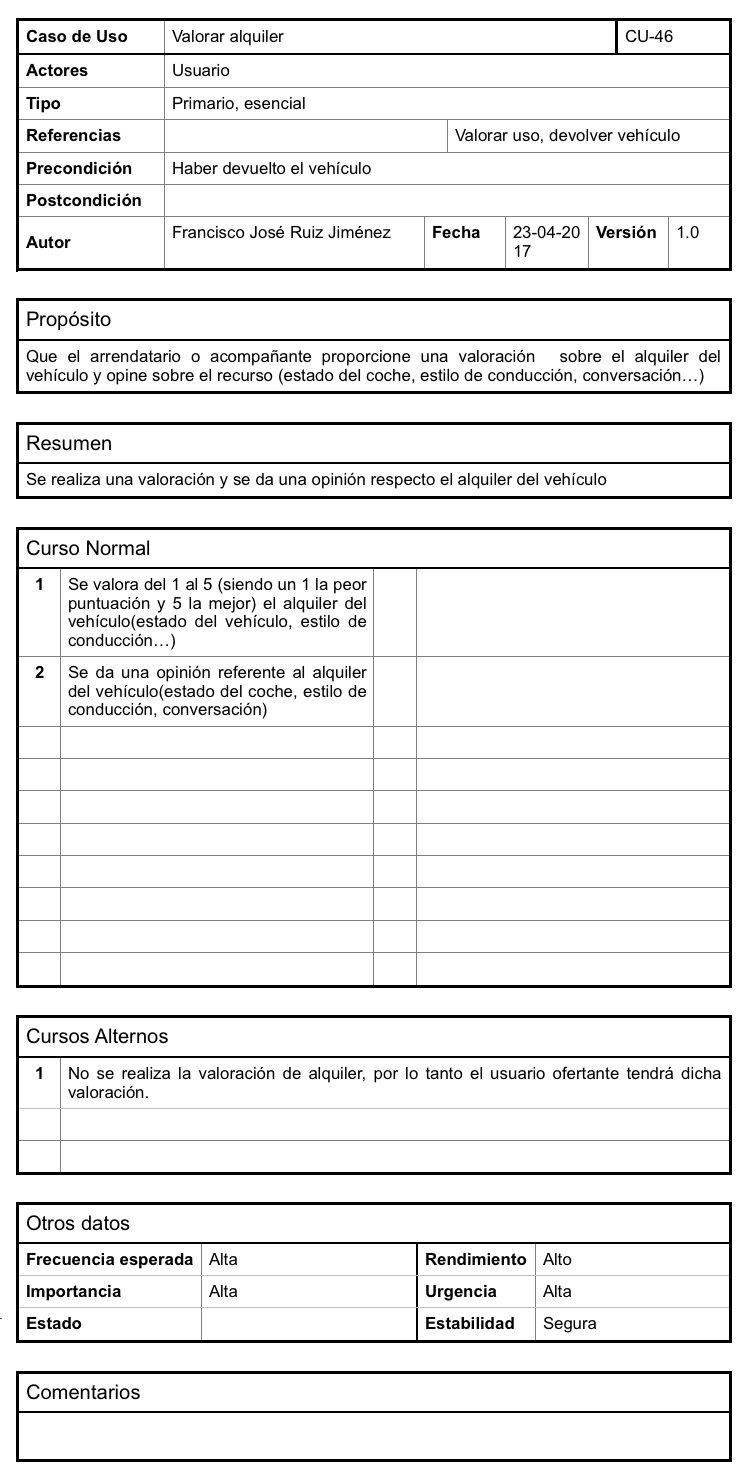 Caso de Uso Valorar alquiler CU-46
Actores Usuario
Tipo Primario, esencial
Referencias Valorar uso, devolver vehículo
Precondición Haber devuelto el vehículo
Postcondición
Autor Francisco José Ruiz Jiménez Fecha 23-04-20 Versión 1.0
17
Propósito
Que el arrendatario o acompañante proporcione una valoración sobre el alquiler del
vehículo y opine sobre el recurso (estado del coche, estilo de conducción, conversación…)
Resumen
Se realiza una valoración y se da una opinión respecto el alquiler del vehículo
Curso Normal
1 Se valora del 1 al 5 (siendo un 1 la peor
puntuación y 5 la mejor) el alquiler del
vehículo(estado del vehículo, estilo de
conducción…)
2 Se da una opinión referente al alquiler
del vehículo(estado del coche, estilo de
conducción, conversación)
Cursos Alternos
1 No se realiza la valoración de alquiler, por lo tanto el usuario ofertante tendrá dicha
valoración.
Otros datos
Frecuencia esperada Alta Rendimiento Alto
Importancia Alta Urgencia Alta
Estado Estabilidad Segura
Comentarios